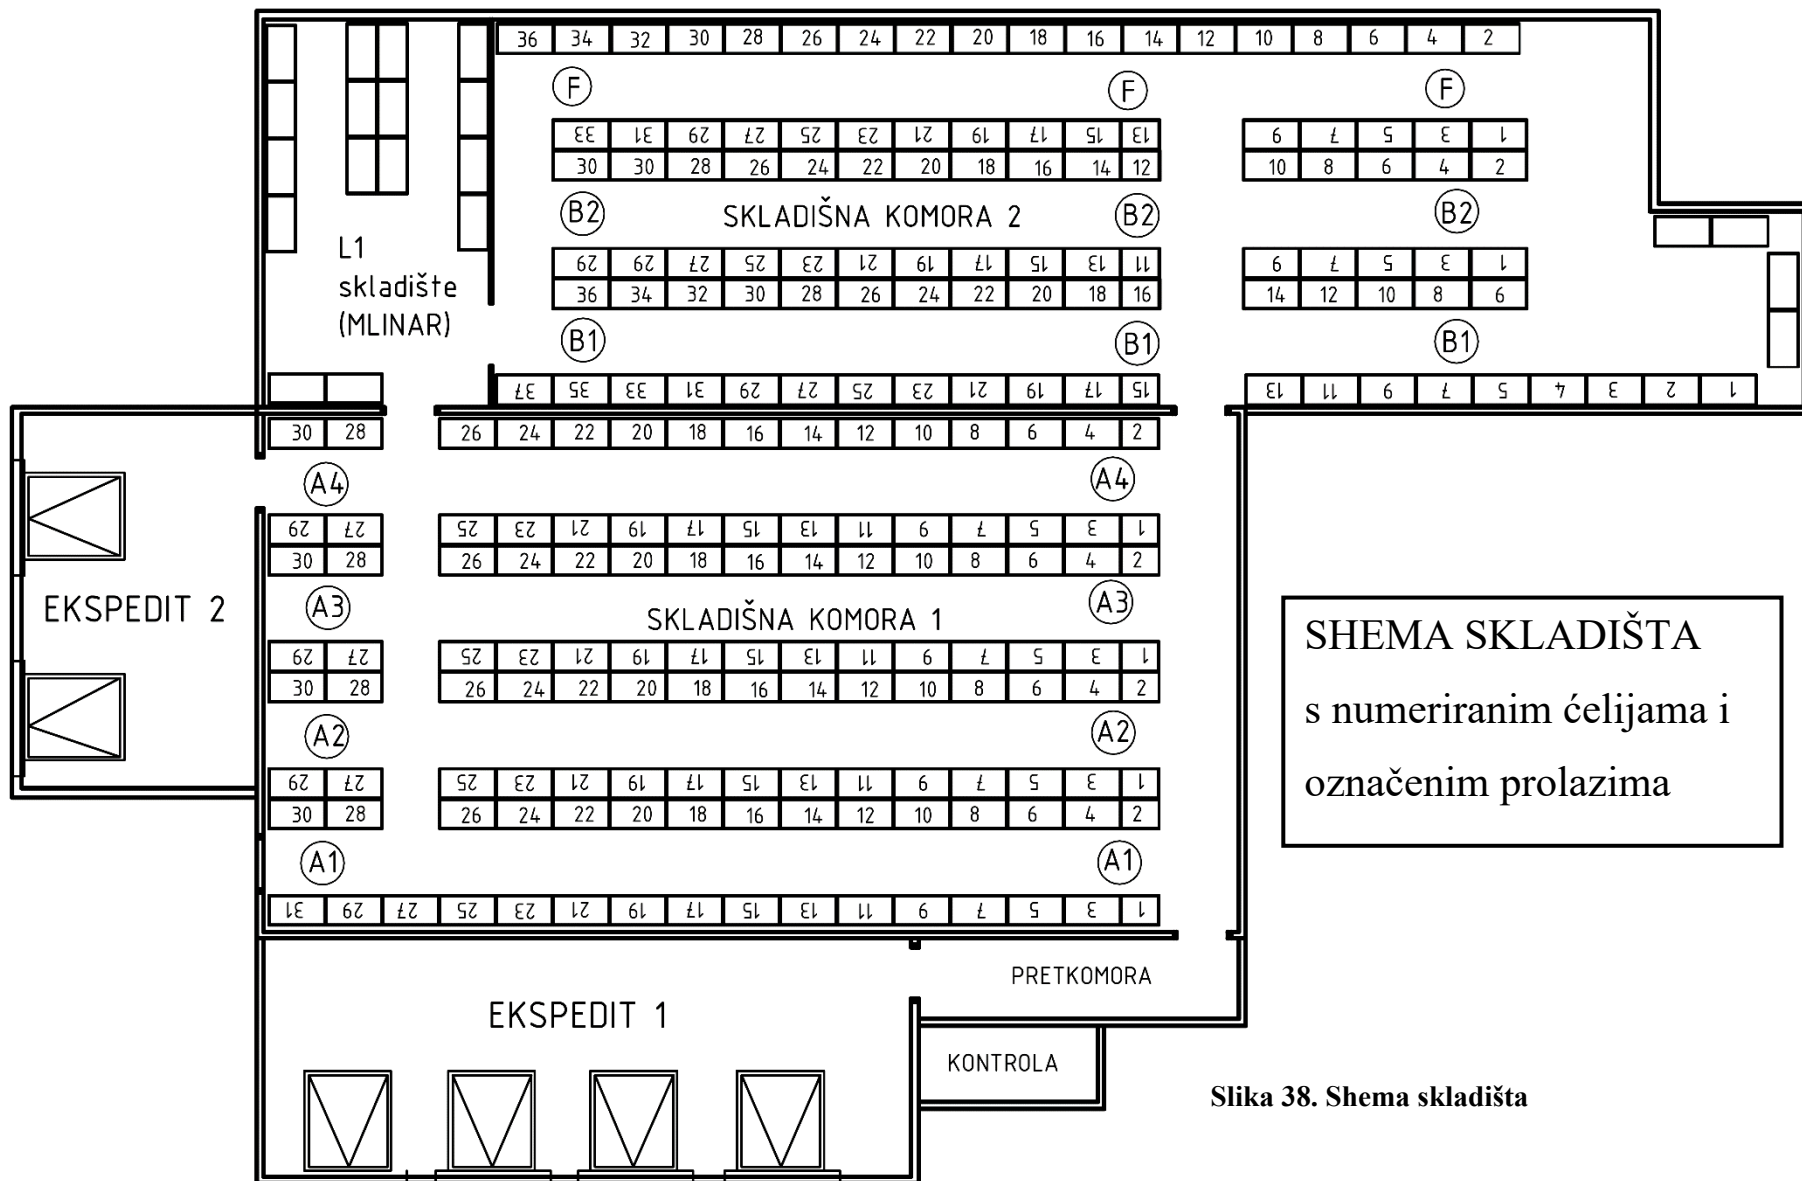 36 34 32 30 28 26 24 22 20 18 16 14 12 10 8 6 4 2
F F F
33 31 29 27 25 23 21 19 17 15 13 9 7 5 3 1
30 30 28 26 24 22 20 18 16 14 12 10 8 6 4 2
B2 SKLADIŠNA KOMORA 2 B2 B2
L1
skladište
(MLINAR)
29 29 27 25 23 21 19 17 15 13 11 9 7 5 3 1
36 34 32 30 28 26 24 22 20 18 16 14 12 10 8 6
B1 B1 B1
37 35 33 31 29 27 25 23 21 19 17 15 13 11 9 7 5 4 3 2 1
30 28 26 24 22 20 18 16 14 12 10 8 6 4 2
A4 A4
29 27 25 23 21 19 17 15 13 11 9 7 5 3 1
30 28 26 24 22 20 18 16 14 12 10 8 6 4 2
EKSPEDIT 2
A3 SKLADIŠNA KOMORA 1 A3
29 27 25 23 21 19 17 15 13 11 9 7 5 3 1
30 28 26 24 22 20 18 16 14 12 10 8 6 4 2
A2 A2
29 27 25 23 21 19 17 15 13 11 9 7 5 3 1
30 28 26 24 22 20 18 16 14 12 10 8 6 4 2
A1 A1
31 29 27 25 23 21 19 17 15 13 11 9 7 5 3 1
SHEMA SKLADIŠTA
s numeriranim ćelijama i
označenim prolazima
PRETKOMORA
EKSPEDIT 1
KONTROLA
Slika 38. Shema skladišta